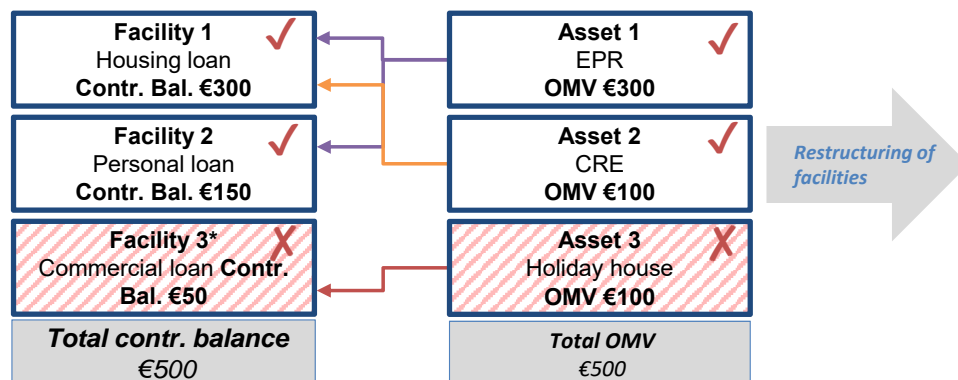 Facility 1
Housing loan
Contr. Bal. €300
Asset 1
EPR
OMV €300
Facility 2
Personal loan
Contr. Bal. €150
Asset 2
CRE
OMV €100
Restructuring of
facilities
Facility 3*
Commercial loan Contr.
Bal. €50
Asset 3
Holiday house
OMV €100
Total contr. balance
€500
Total OMV
€500